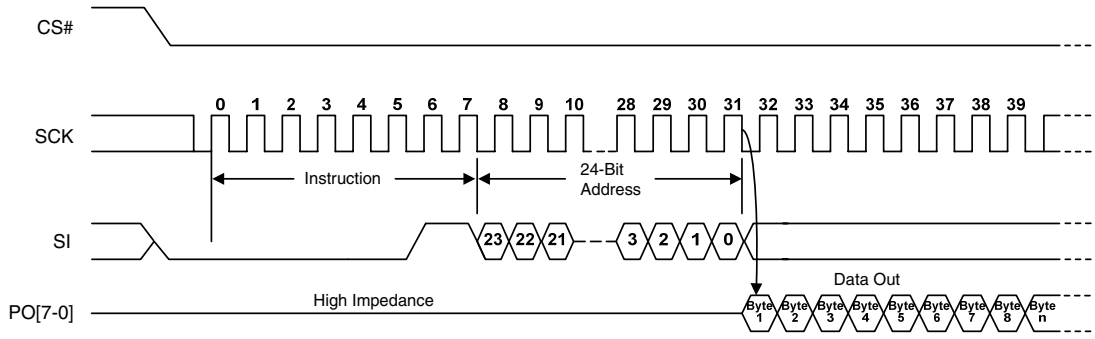 CS#
0 1 2 3 4 5 6 7 8 9 10 28 29 30 31 32 33 34 35 36 37 38 39
SCK
Instruction
24-Bit
Address
SI
23 22 21 3 2 1 0
Data Out
High Impedance
PO[7-0]
Byte 1
Byte 2
Byte 3
Byte 4
Byte 5
Byte 6
Byte 7
Byte 8
Byte n